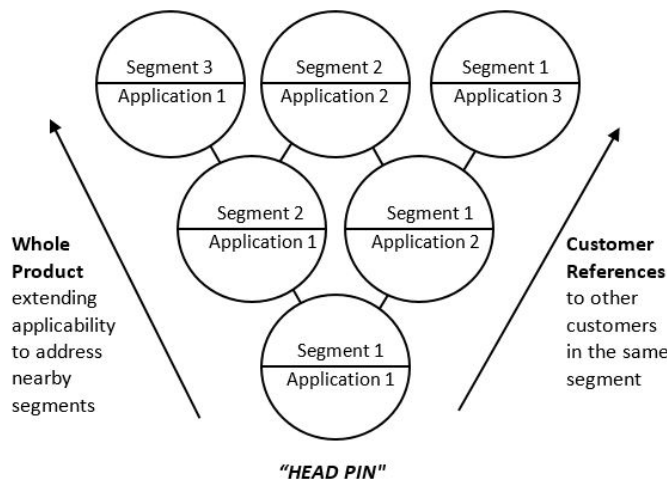 Segment 3
Application 1
Segment 2
Application 2
Segment 1
Application 3
Segment 2
Application 1
Segment 1
Application 2
Whole
Product
extending
applicability
to address
nearby
segments
Customer
References
to other
customers
in the same
segment
Segment 1
Application 1
“HEAD PIN"